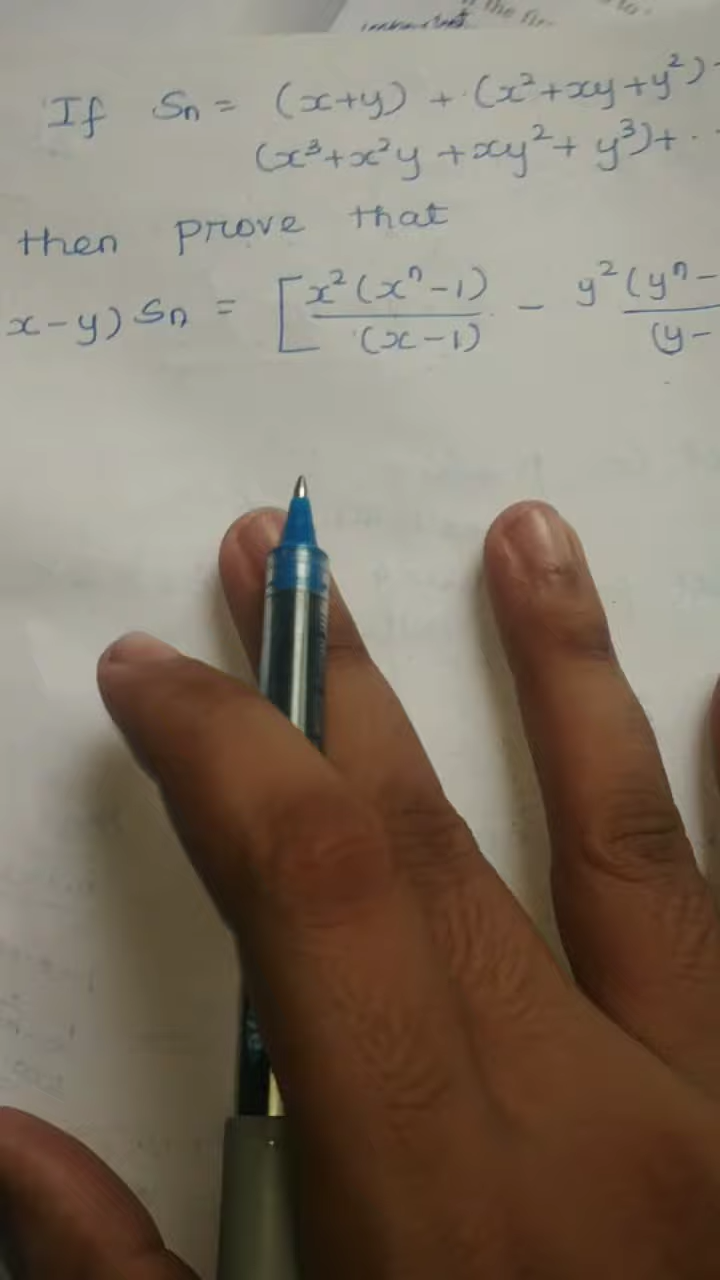 the
If Sn = (x+y) + (x²+xy+y²)
(x³+x²y+xy²+y³)+..
then prove that
x-y) Sn = [x²(xⁿ-1)/(x-1) - y²(yⁿ-/(y-